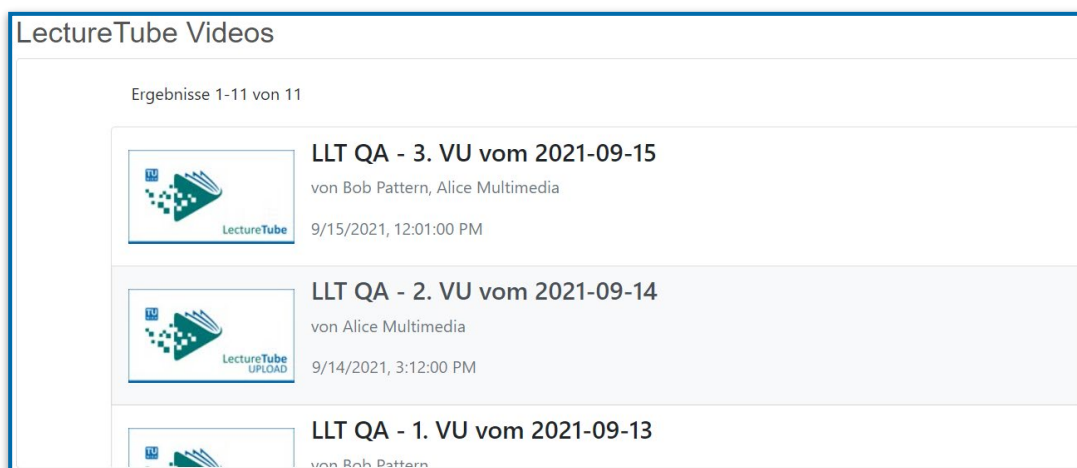 LectureTube Videos
Ergebnisse 1-11 von 11
LLT QA - 3. VU vom 2021-09-15
von Bob Pattern, Alice Multimedia
9/15/2021, 12:01:00 PM
TU
LectureTube
LLT QA - 2. VU vom 2021-09-14
von Alice Multimedia
9/14/2021, 3:12:00 PM
TU
LectureTube
UPLOAD
LLT QA - 1. VU vom 2021-09-13
von Bob Pattern
TU